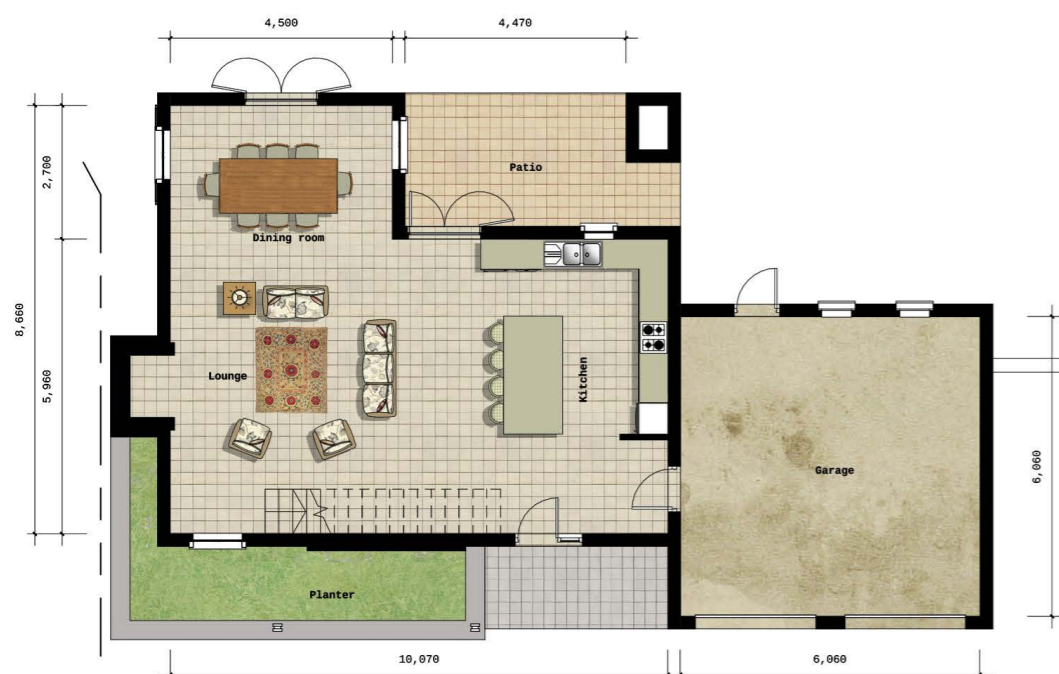 4,500
4,470
2,700
Patio
Dining room
8,660
5,960
Lounge
Kitchen
Garage
6,060
Planter
10,070
6,060